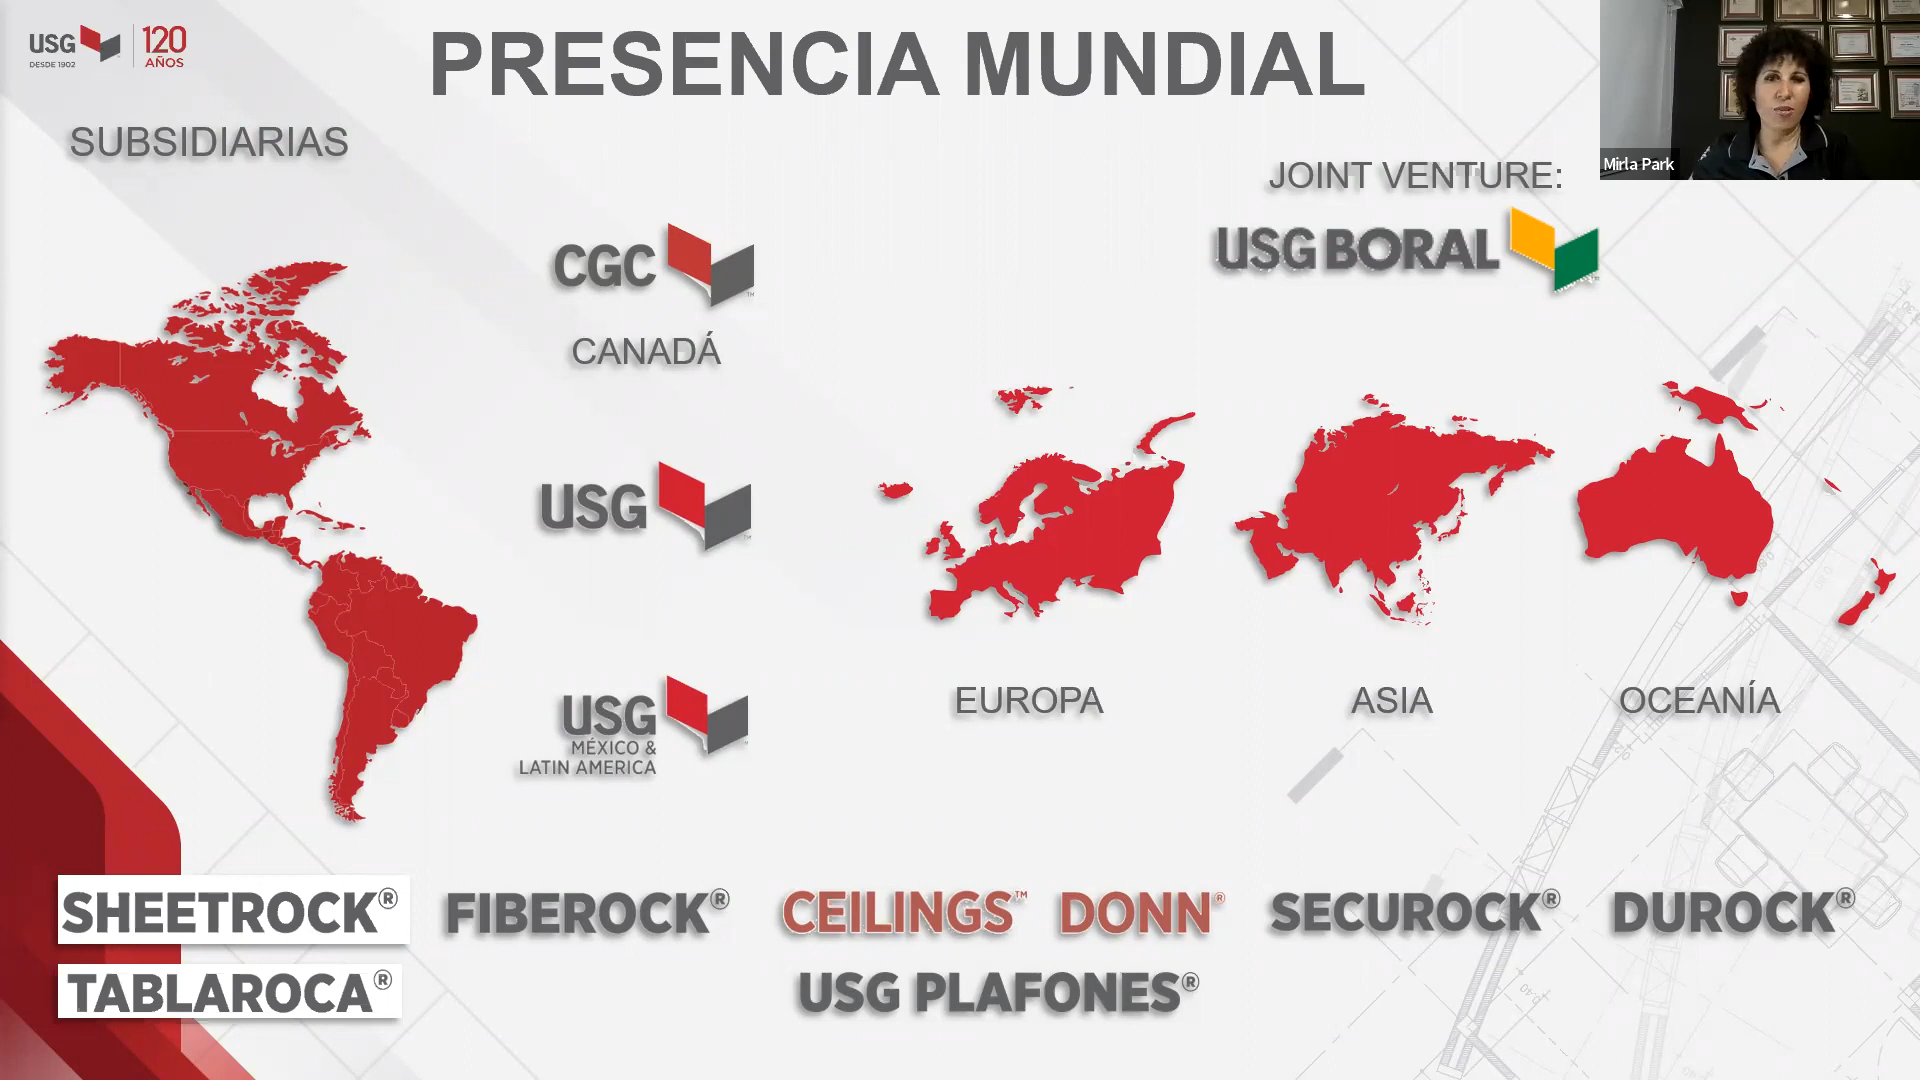 USG
DESDE 1902
120
AÑOS
PRESENCIA MUNDIAL
Mirla Park
SUBSIDIARIAS
JOINT VENTURE:
USG BORAL
CGC
CANADÁ
USG
USG
MÉXICO &
LATIN AMERICA
EUROPA
ASIA
OCEANÍA
SHEETROCK®
FIBEROCK®
CEILINGS™
DONN®
SECUROCK®
DUROCK®
TABLAROCA®
USG PLAFONES®